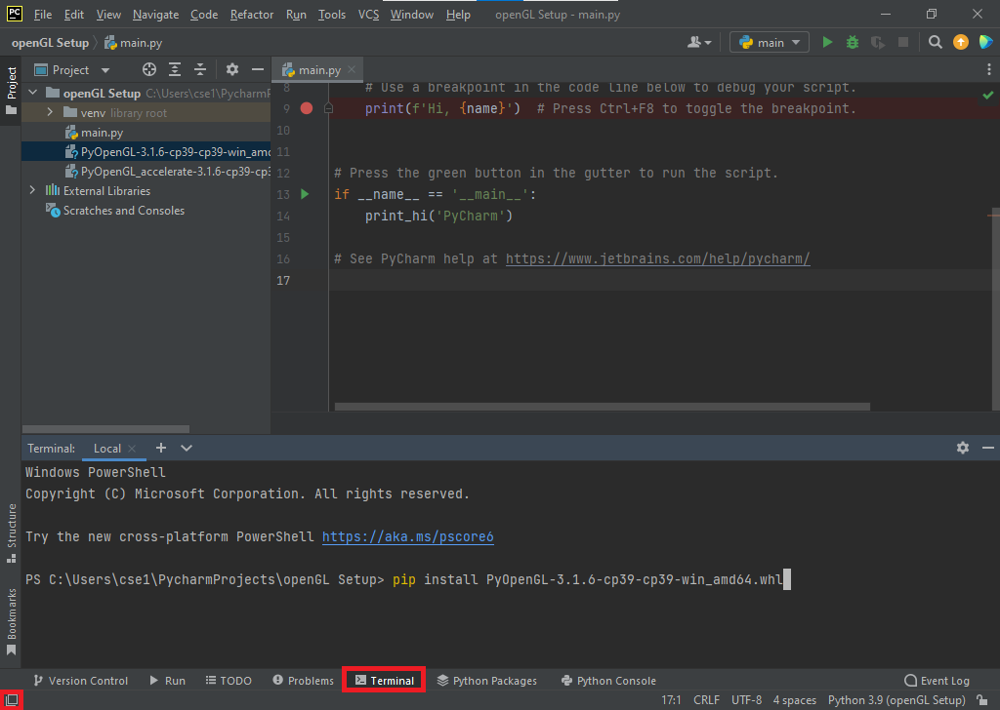 PC File Edit View Navigate Code Refactor Run Tools VCS Window Help openGL Setup - main.py
openGL Setup main.py
main
Project
Project
main.py
openGL Setup C:\Users\cse1\Pycharm
venv library root
main.py
PyOpenGL-3.1.6-cp39-cp39-win_amd
PyOpenGL_accelerate-3.1.6-cp39-cp3
External Libraries
Scratches and Consoles
8 # Use a breakpoint in the code line below to debug your script.
9 print(f'Hi, {name}')  # Press Ctrl+F8 to toggle the breakpoint.
10
11
12 # Press the green button in the gutter to run the script.
13 if __name__ == '__main__':
14 print_hi('PyCharm')
15
16 # See PyCharm help at https://www.jetbrains.com/help/pycharm/
17
Terminal: Local
Windows PowerShell
Copyright (C) Microsoft Corporation. All rights reserved.
Try the new cross-platform PowerShell https://aka.ms/pscore6
PS C:\Users\cse1\PycharmProjects\openGL Setup> pip install PyOpenGL-3.1.6-cp39-cp39-win_amd64.whl
Structure
Bookmarks
Version Control Run TODO Problems Terminal Python Packages Python Console Event Log
17:1 CRLF UTF-8 4 spaces Python 3.9 (openGL Setup)